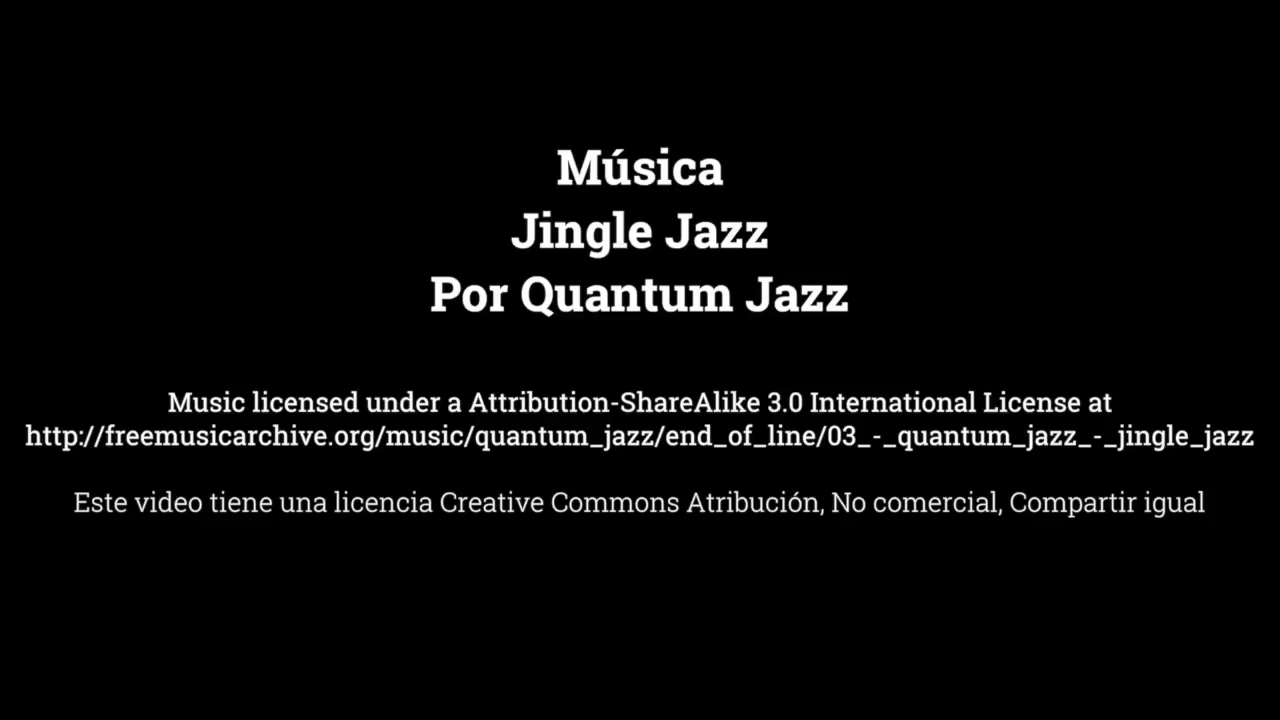 Música
Jingle Jazz
Por Quantum Jazz
Music licensed under a Attribution-ShareAlike 3.0 International License at
http://freemusicarchive.org/music/quantum_jazz/end_of_line/03_-_quantum_jazz_-_jingle_jazz
Este video tiene una licencia Creative Commons Atribución, No comercial, Compartir igual